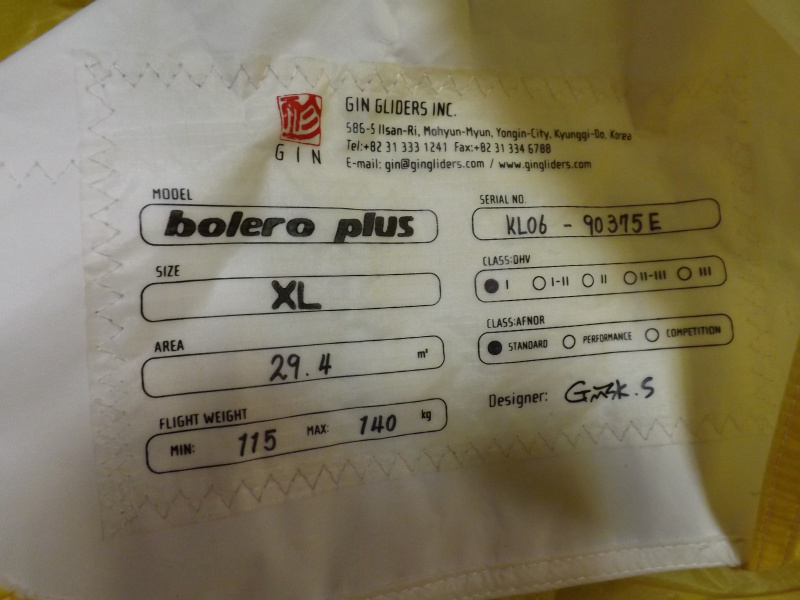 GIN GLIDERS INC.
586-5 Ilsan-Ri, Mohyun-Myun, Yongin-City, Kyunggi-Do, Korea
Tel:+82 31 333 1241 Fax:+82 31 334 6788
E-mail: gin@gingliders.com / www.gingliders.com
GIN
MODEL
bolero plus
SIZE
XL
AREA
29.4 m²
FLIGHT WEIGHT
MIN: 115 MAX: 140 kg
SERIAL NO.
KL06 - 90375E
CLASS:DHV
I I-II II II-III III
CLASS:AFNOR
STANDARD PERFORMANCE COMPETITION
Designer: